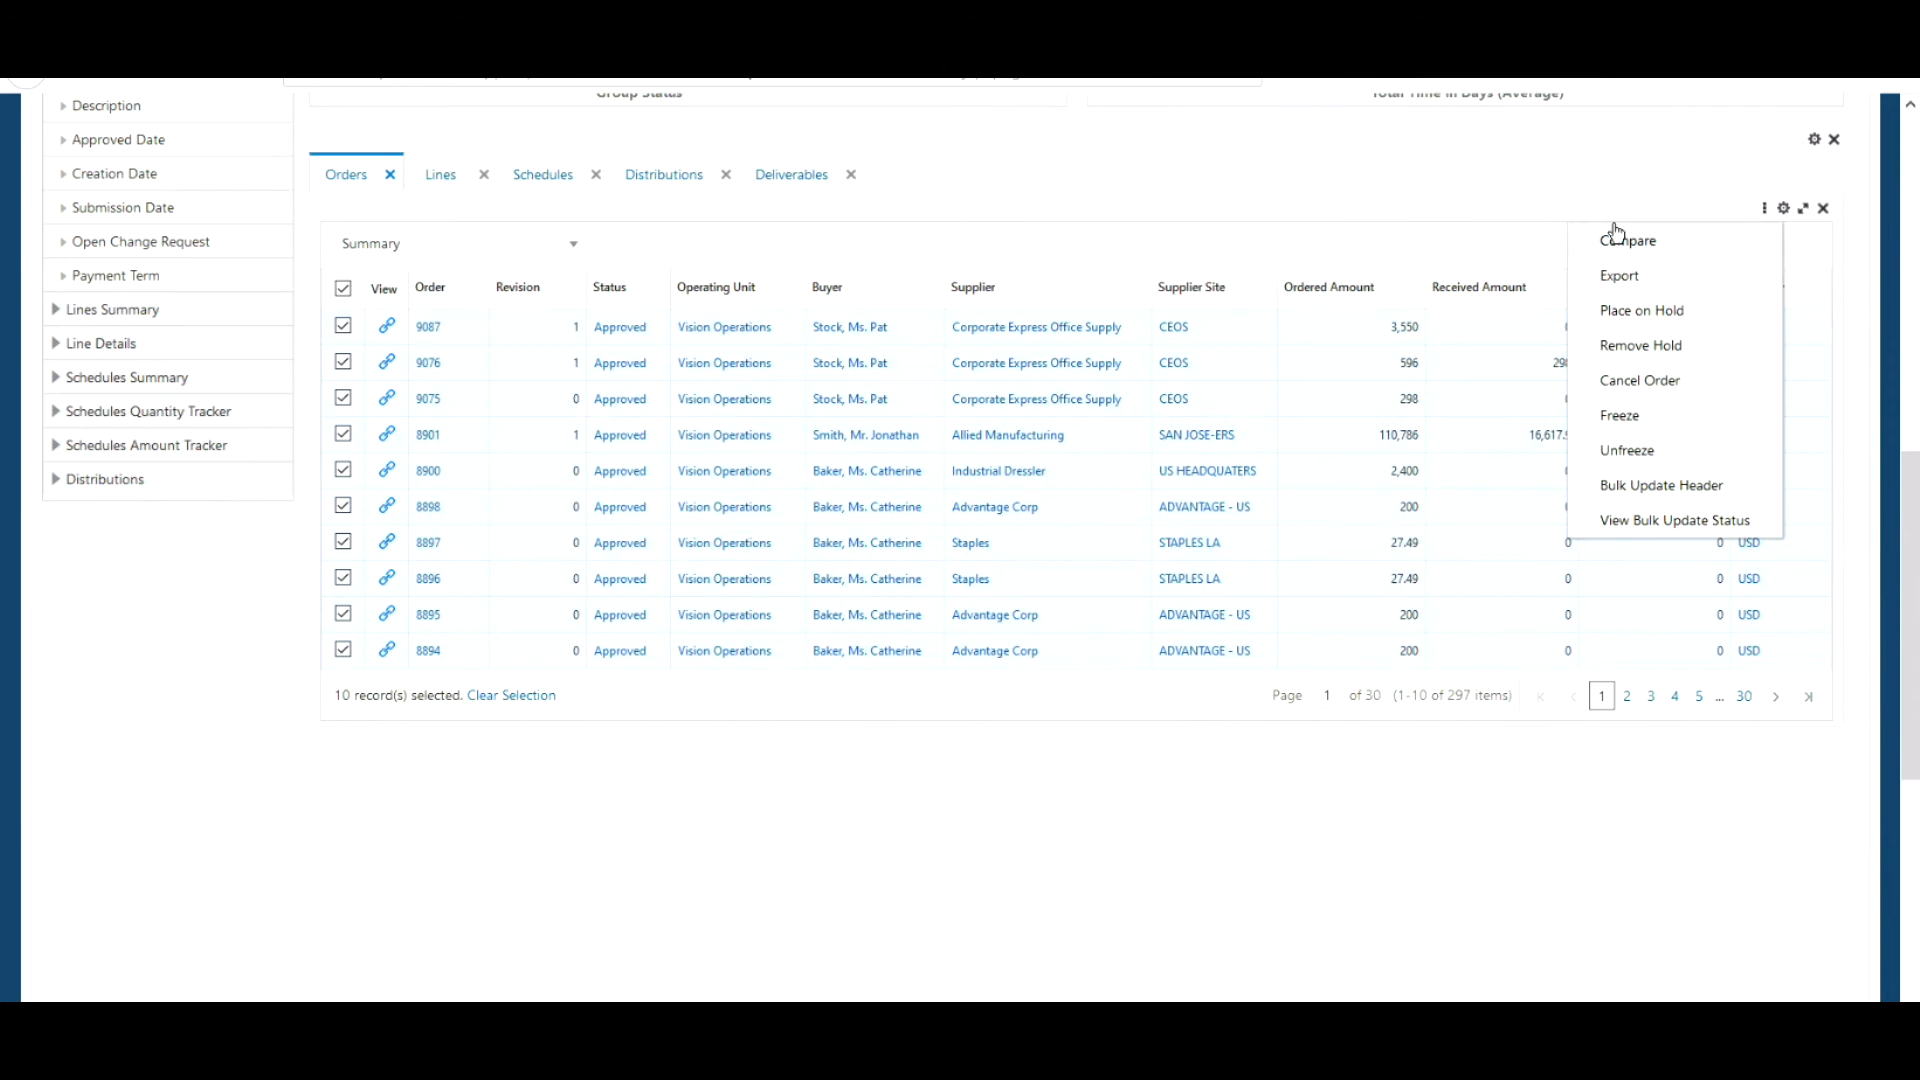 Group Status
Total Time in Days (Average)
Description
Approved Date
Creation Date
Submission Date
Open Change Request
Payment Term
Lines Summary
Line Details
Schedules Summary
Schedules Quantity Tracker
Schedules Amount Tracker
Distributions
Orders Lines Schedules Distributions Deliverables
Summary
View Order Revision Status Operating Unit Buyer Supplier Supplier Site Ordered Amount Received Amount
9087 1 Approved Vision Operations Stock, Ms. Pat Corporate Express Office Supply CEOS 3,550
9076 1 Approved Vision Operations Stock, Ms. Pat Corporate Express Office Supply CEOS 596 298
9075 0 Approved Vision Operations Stock, Ms. Pat Corporate Express Office Supply CEOS 298
8901 1 Approved Vision Operations Smith, Mr. Jonathan Allied Manufacturing SAN JOSE-ERS 110,786 16,617.
8900 0 Approved Vision Operations Baker, Ms. Catherine Industrial Dressler US HEADQUATERS 2,400
8898 0 Approved Vision Operations Baker, Ms. Catherine Advantage Corp ADVANTAGE - US 200
8897 0 Approved Vision Operations Baker, Ms. Catherine Staples STAPLES LA 27.49 0 0 USD
8896 0 Approved Vision Operations Baker, Ms. Catherine Staples STAPLES LA 27.49 0 0 USD
8895 0 Approved Vision Operations Baker, Ms. Catherine Advantage Corp ADVANTAGE - US 200 0 0 USD
8894 0 Approved Vision Operations Baker, Ms. Catherine Advantage Corp ADVANTAGE - US 200 0 0 USD
Compare
Export
Place on Hold
Remove Hold
Cancel Order
Freeze
Unfreeze
Bulk Update Header
View Bulk Update Status
10 record(s) selected. Clear Selection
Page 1 of 30 (1-10 of 297 items) 1 2 3 4 5 ... 30